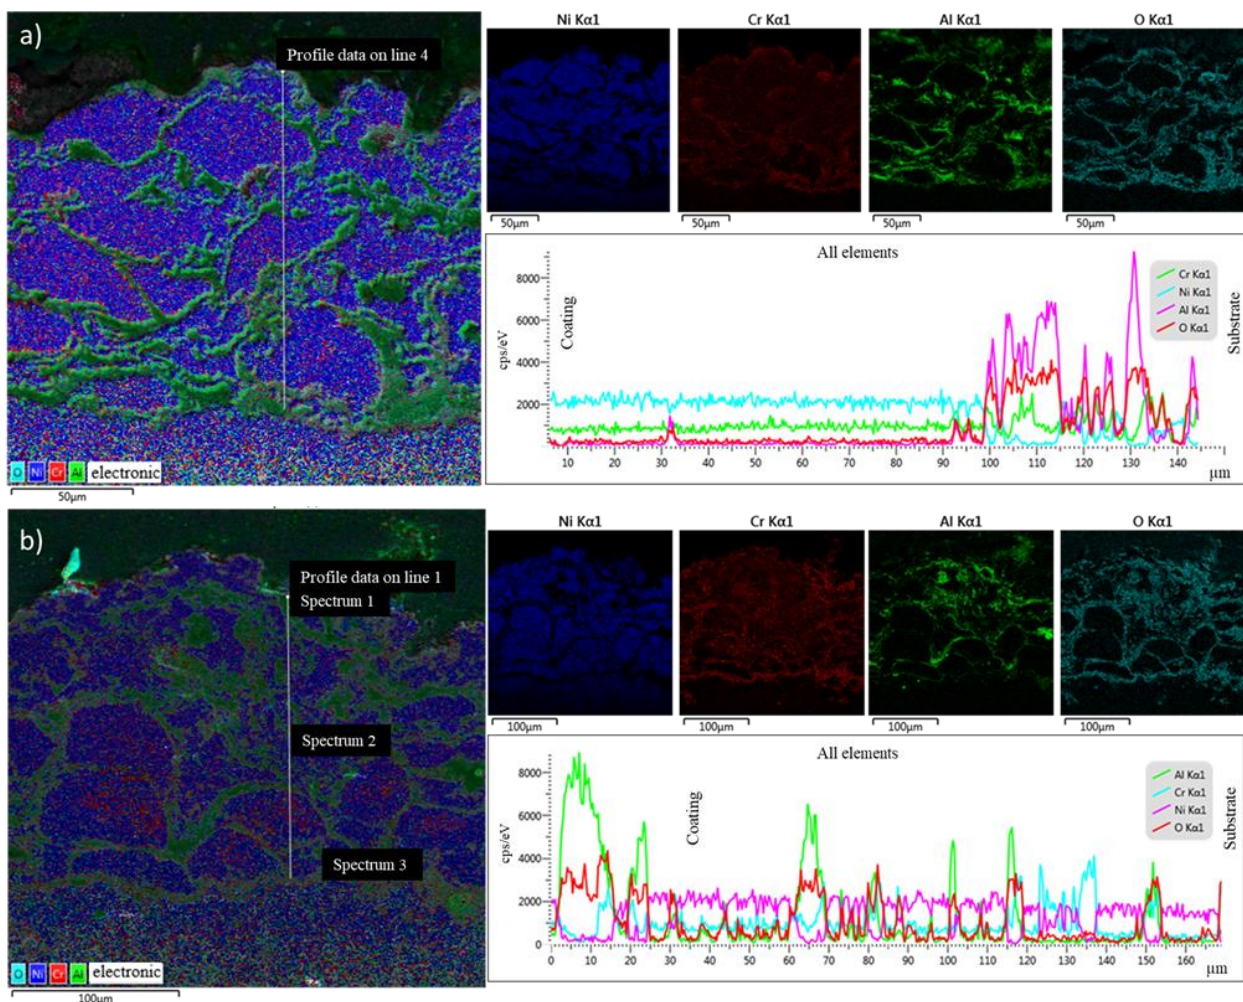 a)
Profile data on line 4
O Ni Cr Al electronic
50µm
Ni Kα1
Cr Kα1
Al Kα1
O Kα1
50µm
50µm
50µm
50µm
All elements
cps/eV
8000
6000
4000
2000
0
Coating
Substrate
Cr Kα1
Ni Kα1
Al Kα1
O Kα1
10 20 30 40 50 60 70 80 90 100 110 120 130 140
µm
b)
Profile data on line 1
Spectrum 1
Spectrum 2
Spectrum 3
O Ni Cr Al electronic
100µm
Ni Kα1
Cr Kα1
Al Kα1
O Kα1
100µm
100µm
100µm
100µm
All elements
cps/eV
8000
6000
4000
2000
0
Coating
Substrate
Al Kα1
Cr Kα1
Ni Kα1
O Kα1
0 10 20 30 40 50 60 70 80 90 100 110 120 130 140 150 160
µm